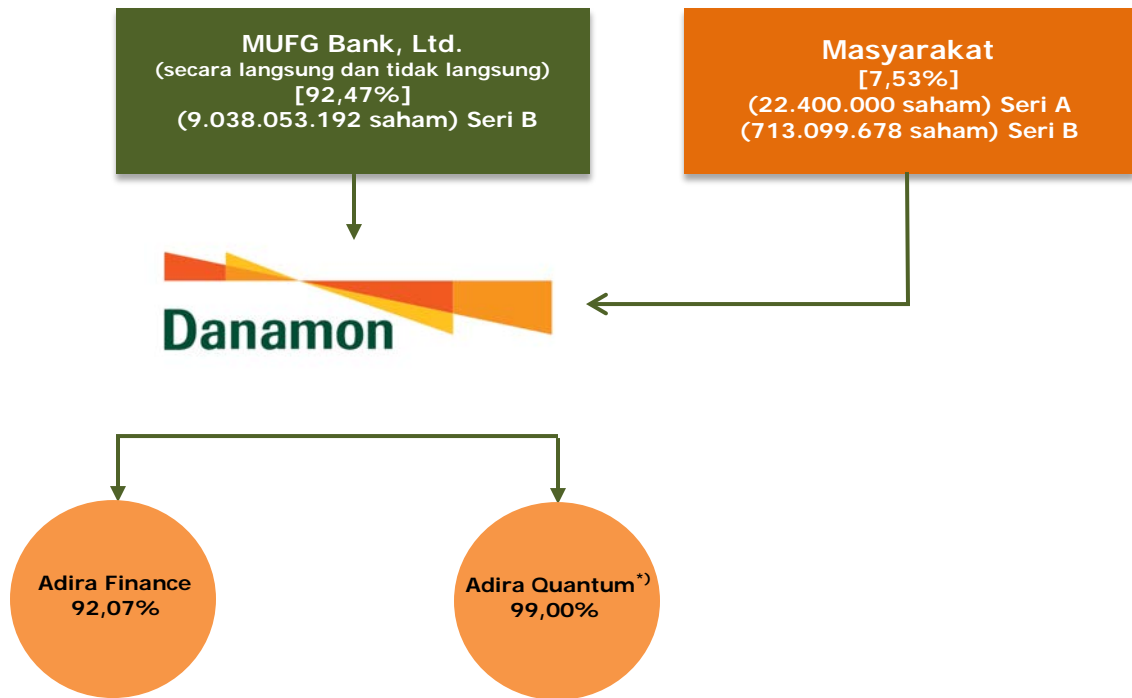 MUFG Bank, Ltd.
(secara langsung dan tidak langsung)
[92,47%]
(9.038.053.192 saham) Seri B
Masyarakat
[7,53%]
(22.400.000 saham) Seri A
(713.099.678 saham) Seri B
Danamon
Adira Finance
92,07%
Adira Quantum*)
99,00%